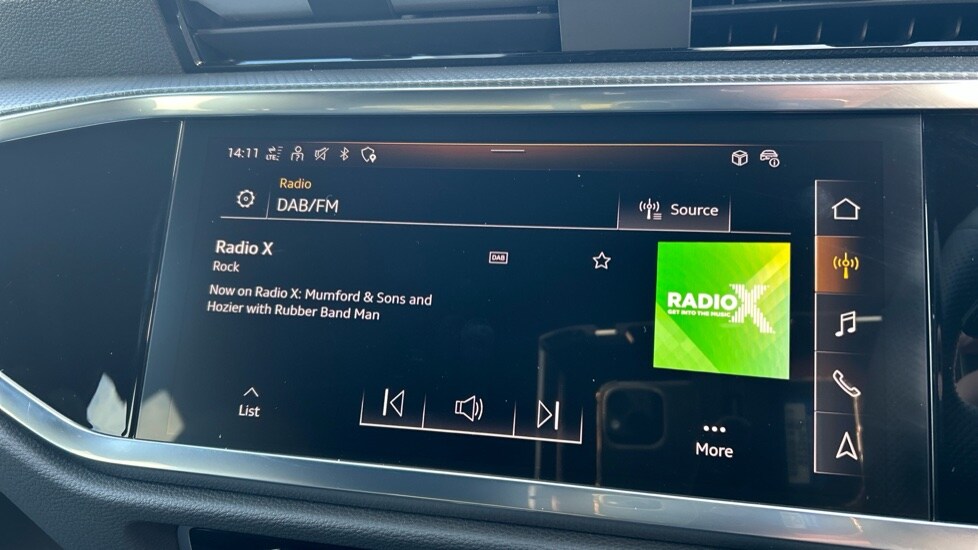 14:11 LTE
Radio
DAB/FM
Source
Radio X
DAB
Rock
Now on Radio X: Mumford & Sons and
Hozier with Rubber Band Man
RADIO X
GET INTO THE MUSIC
List
More